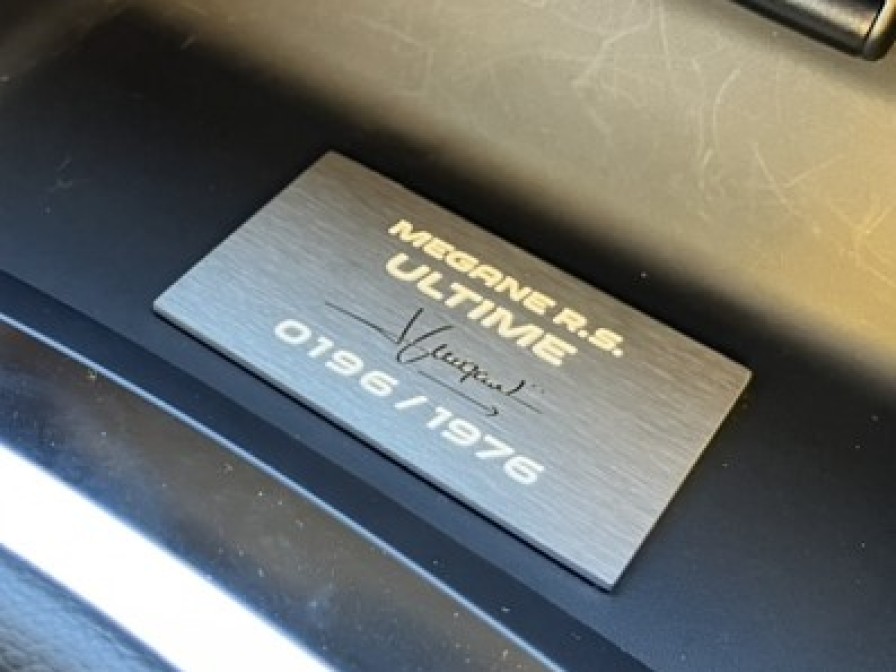 MEGANE R.S.
ULTIME
0196 / 1976